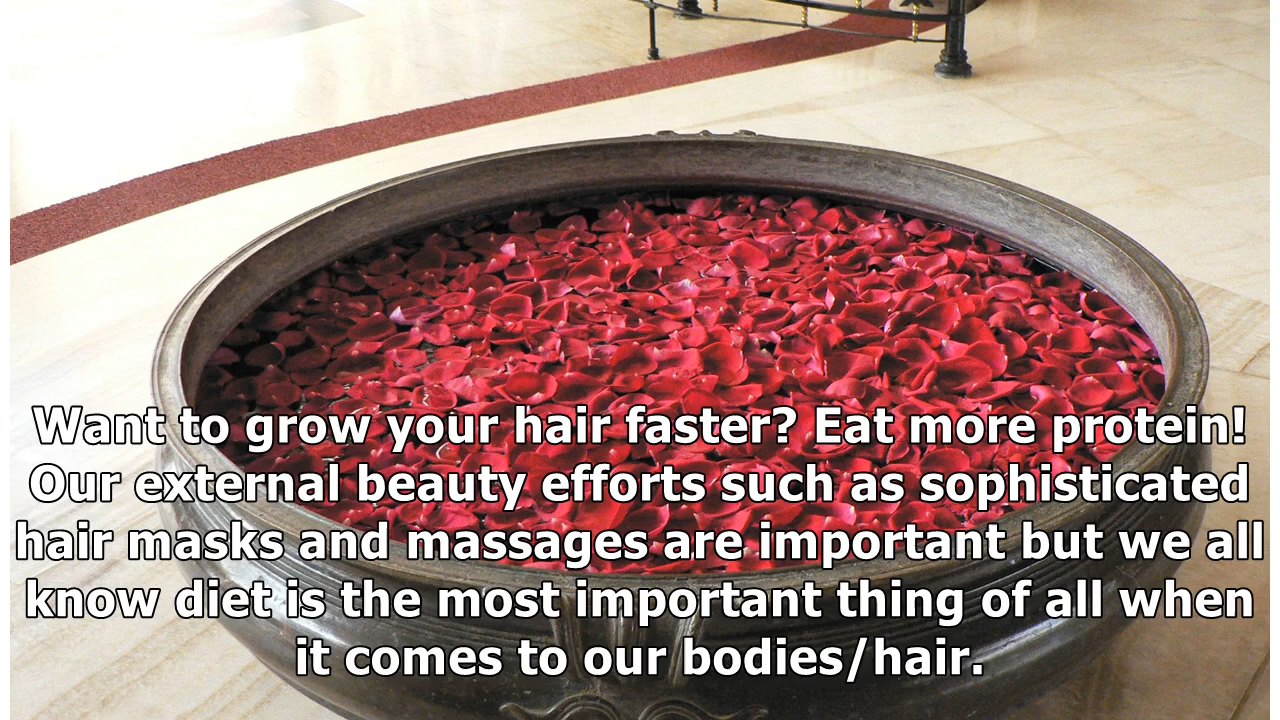 Want to grow your hair faster? Eat more protein!
Our external beauty efforts such as sophisticated
hair masks and massages are important but we all
know diet is the most important thing of all when
it comes to our bodies/hair.